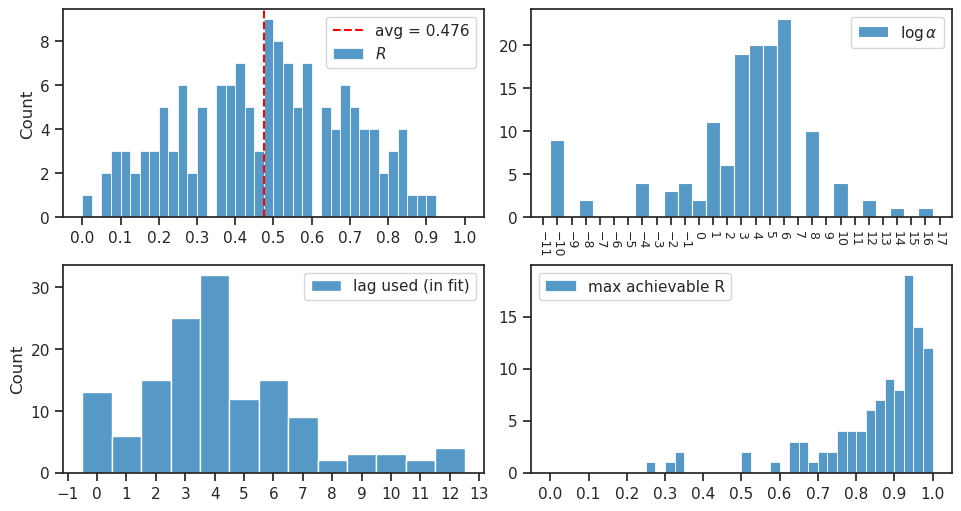 8
6
4
2
0
Count
avg = 0.476
R
0.0 0.1 0.2 0.3 0.4 0.5 0.6 0.7 0.8 0.9 1.0
20
15
10
5
0
log α
−11 −10 −9 −8 −7 −6 −5 −4 −3 −2 −1 0 1 2 3 4 5 6 7 8 9 10 11 12 13 14 15 16 17
30
20
10
0
Count
lag used (in fit)
−1 0 1 2 3 4 5 6 7 8 9 10 11 12 13
15
10
5
0
max achievable R
0.0 0.1 0.2 0.3 0.4 0.5 0.6 0.7 0.8 0.9 1.0